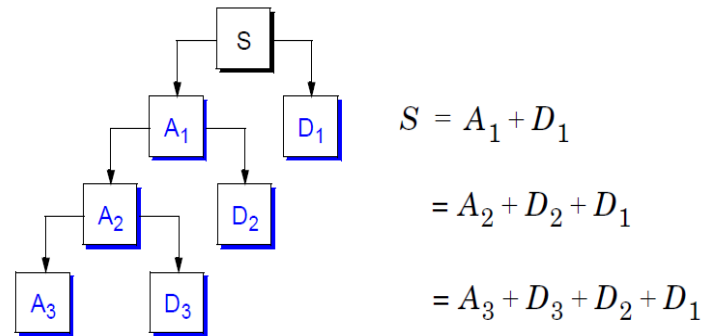 S
A₁ D₁
S = A₁ + D₁
A₂ D₂
= A₂ + D₂ + D₁
A₃ D₃
= A₃ + D₃ + D₂ + D₁